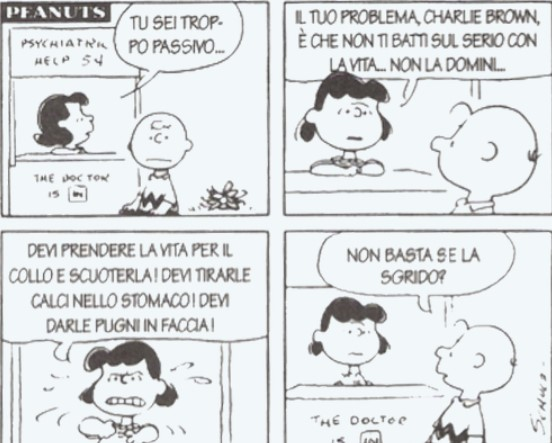 PEANUTS
TU SEI TROP-
PO PASSIVO...
PSYCHIATRIC
HELP 5¢
THE DOCTOR
IS IN
IL TUO PROBLEMA, CHARLIE BROWN,
È CHE NON TI BATTI SUL SERIO CON
LA VITA... NON LA DOMINI...
DEVI PRENDERE LA VITA PER IL
COLLO E SCUOTERLA! DEVI TIRARLE
CALCI NELLO STOMACO! DEVI
DARLE PUGNI IN FACCIA!
NON BASTA SE LA
SGRIDO?
THE DOCTOR
IS IN
SCHULZ